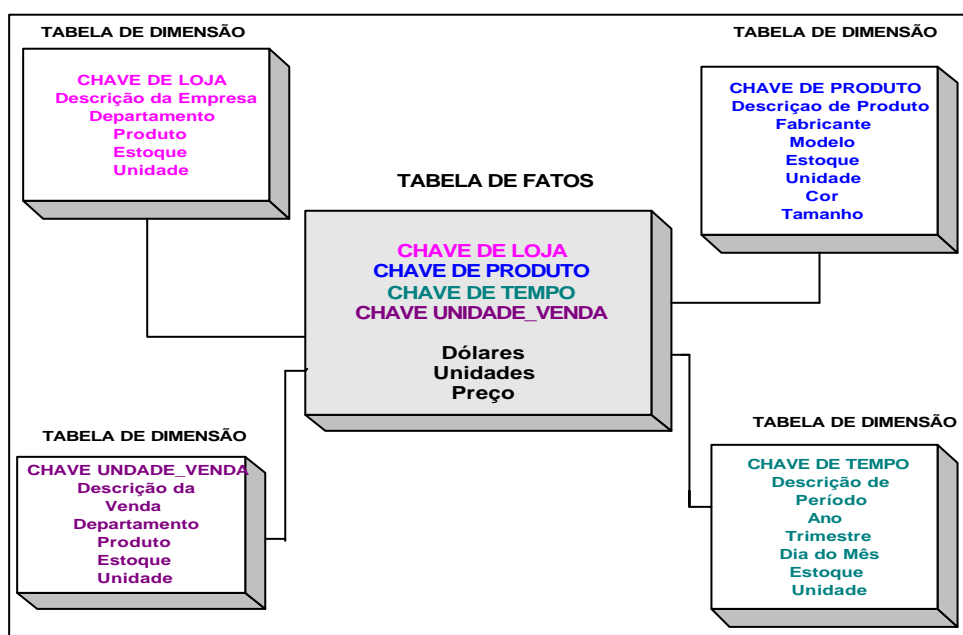 TABELA DE DIMENSÃO
CHAVE DE LOJA
Descrição da Empresa
Departamento
Produto
Estoque
Unidade
TABELA DE DIMENSÃO
CHAVE DE PRODUTO
Descriçao de Produto
Fabricante
Modelo
Estoque
Unidade
Cor
Tamanho
TABELA DE FATOS
CHAVE DE LOJA
CHAVE DE PRODUTO
CHAVE DE TEMPO
CHAVE UNIDADE_VENDA
Dólares
Unidades
Preço
TABELA DE DIMENSÃO
CHAVE UNDADE_VENDA
Descrição da
Venda
Departamento
Produto
Estoque
Unidade
TABELA DE DIMENSÃO
CHAVE DE TEMPO
Descrição de
Período
Ano
Trimestre
Dia do Mês
Estoque
Unidade